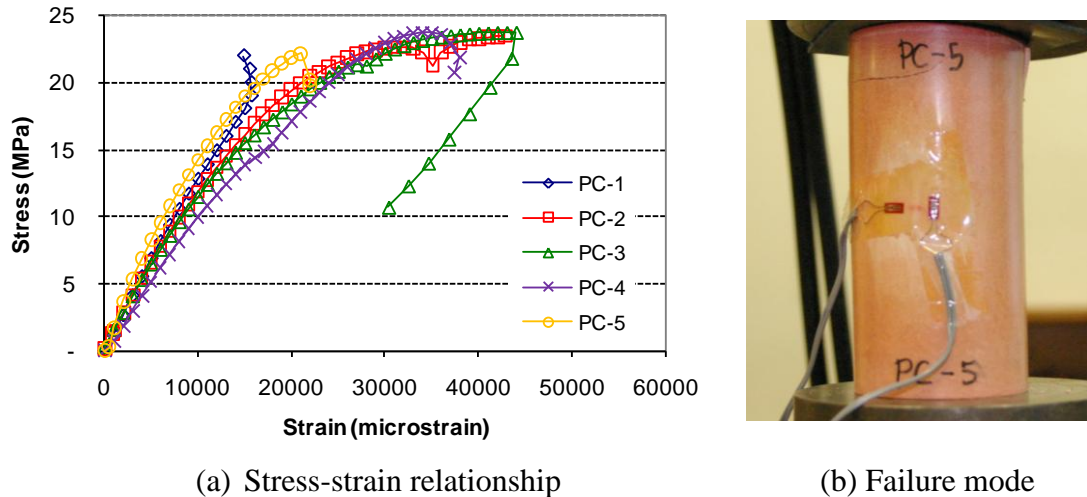 25
20
15
10
5
-
Stress (MPa)
0
10000
20000
30000
40000
50000
60000
Strain (microstrain)
PC-1
PC-2
PC-3
PC-4
PC-5
PC-5
PC-5
(a) Stress-strain relationship
(b) Failure mode